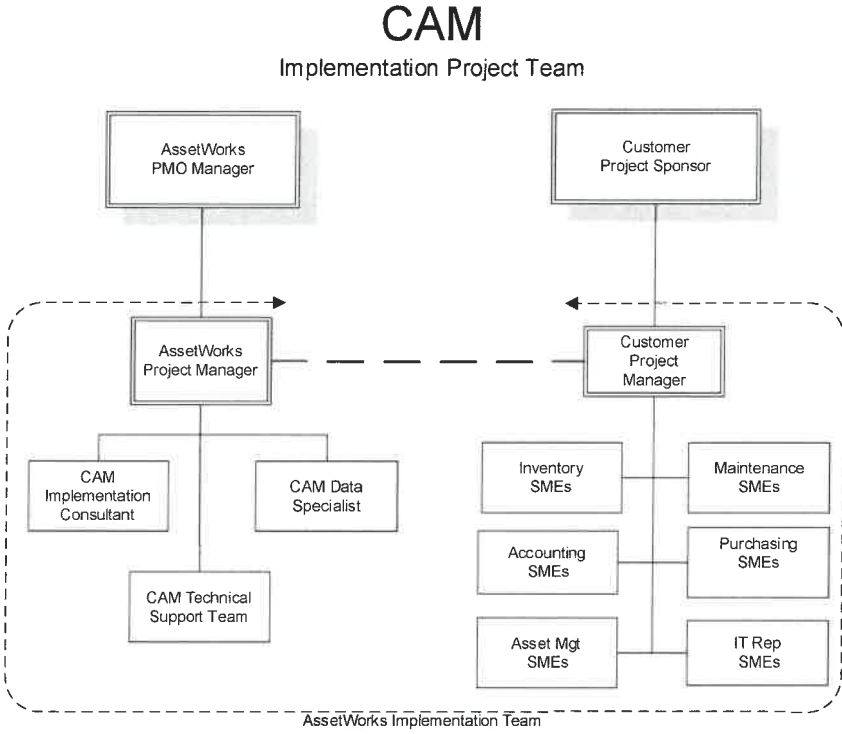 CAM
Implementation Project Team
AssetWorks
PMO Manager
Customer
Project Sponsor
AssetWorks
Project Manager
Customer
Project
Manager
CAM
Implementation
Consultant
CAM Data
Specialist
CAM Technical
Support Team
Inventory
SMEs
Maintenance
SMEs
Accounting
SMEs
Purchasing
SMEs
Asset Mgt
SMEs
IT Rep
SMEs
AssetWorks Implementation Team